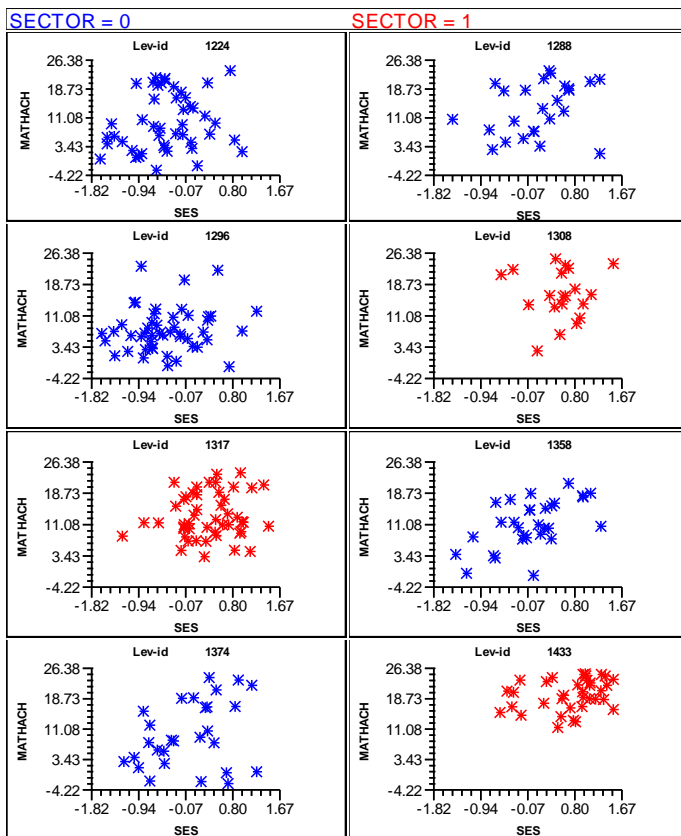 SECTOR = 0 SECTOR = 1
Lev-id 1224
26.38
18.73
11.08
3.43
-4.22
MATHACH
-1.82 -0.94 -0.07 0.80 1.67
SES
Lev-id 1288
26.38
18.73
11.08
3.43
-4.22
MATHACH
-1.82 -0.94 -0.07 0.80 1.67
SES
Lev-id 1296
26.38
18.73
11.08
3.43
-4.22
MATHACH
-1.82 -0.94 -0.07 0.80 1.67
SES
Lev-id 1308
26.38
18.73
11.08
3.43
-4.22
MATHACH
-1.82 -0.94 -0.07 0.80 1.67
SES
Lev-id 1317
26.38
18.73
11.08
3.43
-4.22
MATHACH
-1.82 -0.94 -0.07 0.80 1.67
SES
Lev-id 1358
26.38
18.73
11.08
3.43
-4.22
MATHACH
-1.82 -0.94 -0.07 0.80 1.67
SES
Lev-id 1374
26.38
18.73
11.08
3.43
-4.22
MATHACH
-1.82 -0.94 -0.07 0.80 1.67
SES
Lev-id 1433
26.38
18.73
11.08
3.43
-4.22
MATHACH
-1.82 -0.94 -0.07 0.80 1.67
SES